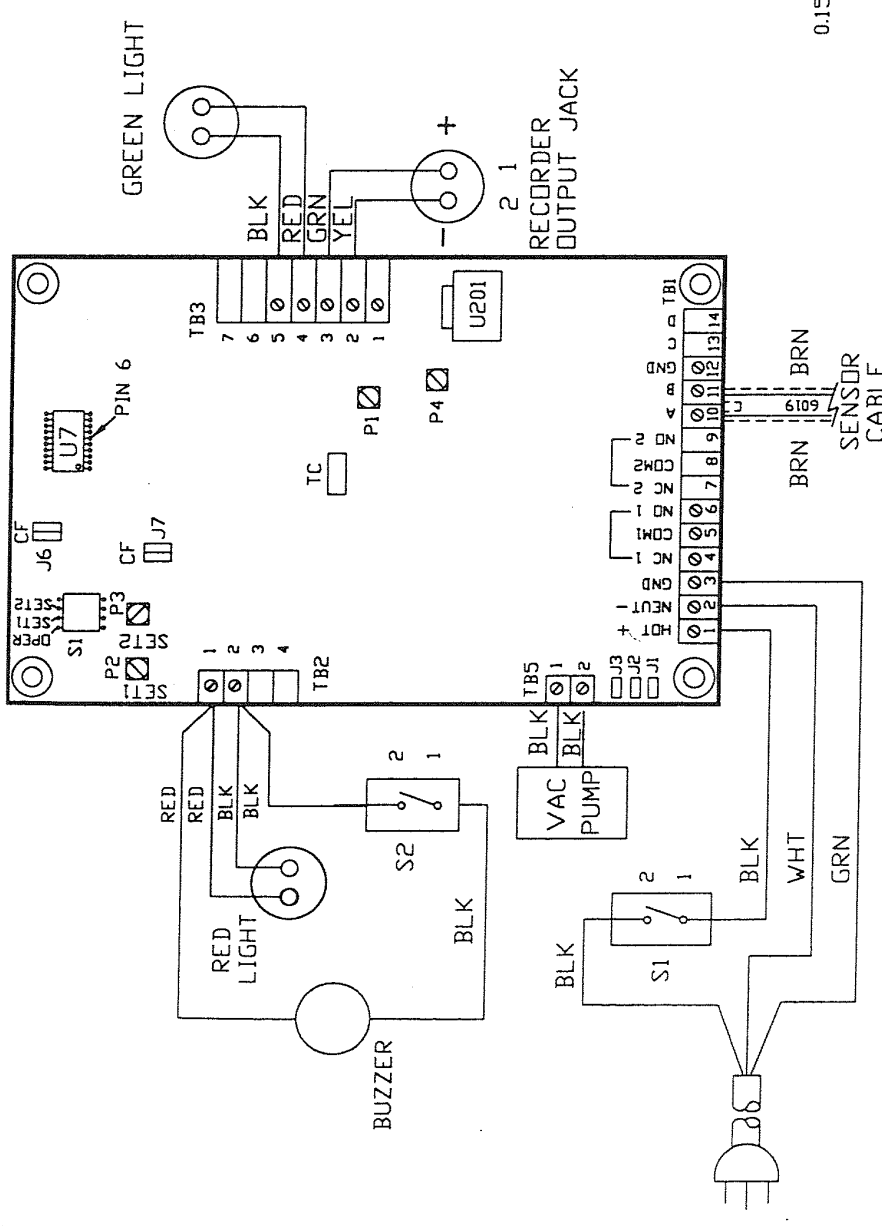 0.15
GREEN LIGHT
BLK
RED
GRN
YEL
+
-
2 1
RECORDER
OUTPUT JACK
TB3
7
6
5
4
3
2
1
U201
U7
PIN 6
P1
P4
TC
CF
J6
CF
J7
OPER
SET1
SET2
S1
P3
SET2
P2
SET1
1
2
3
4
TB2
TB5
1
2
J3
J2
J1
TB1
HOT +
NEUT -
GND
NC 1
COM1
NO 1
NC 2
COM2
NO 2
A
B
GND
C
D
1 2 3 4 5 6 7 8 9 10 11 12 13 14
RED
RED
BLK
BLK
RED
LIGHT
2
1
S2
BLK
BUZZER
BLK
BLK
VAC
PUMP
BLK
2
1
S1
BLK
WHT
GRN
BRN
C
6019
BRN
SENSOR
CABLE